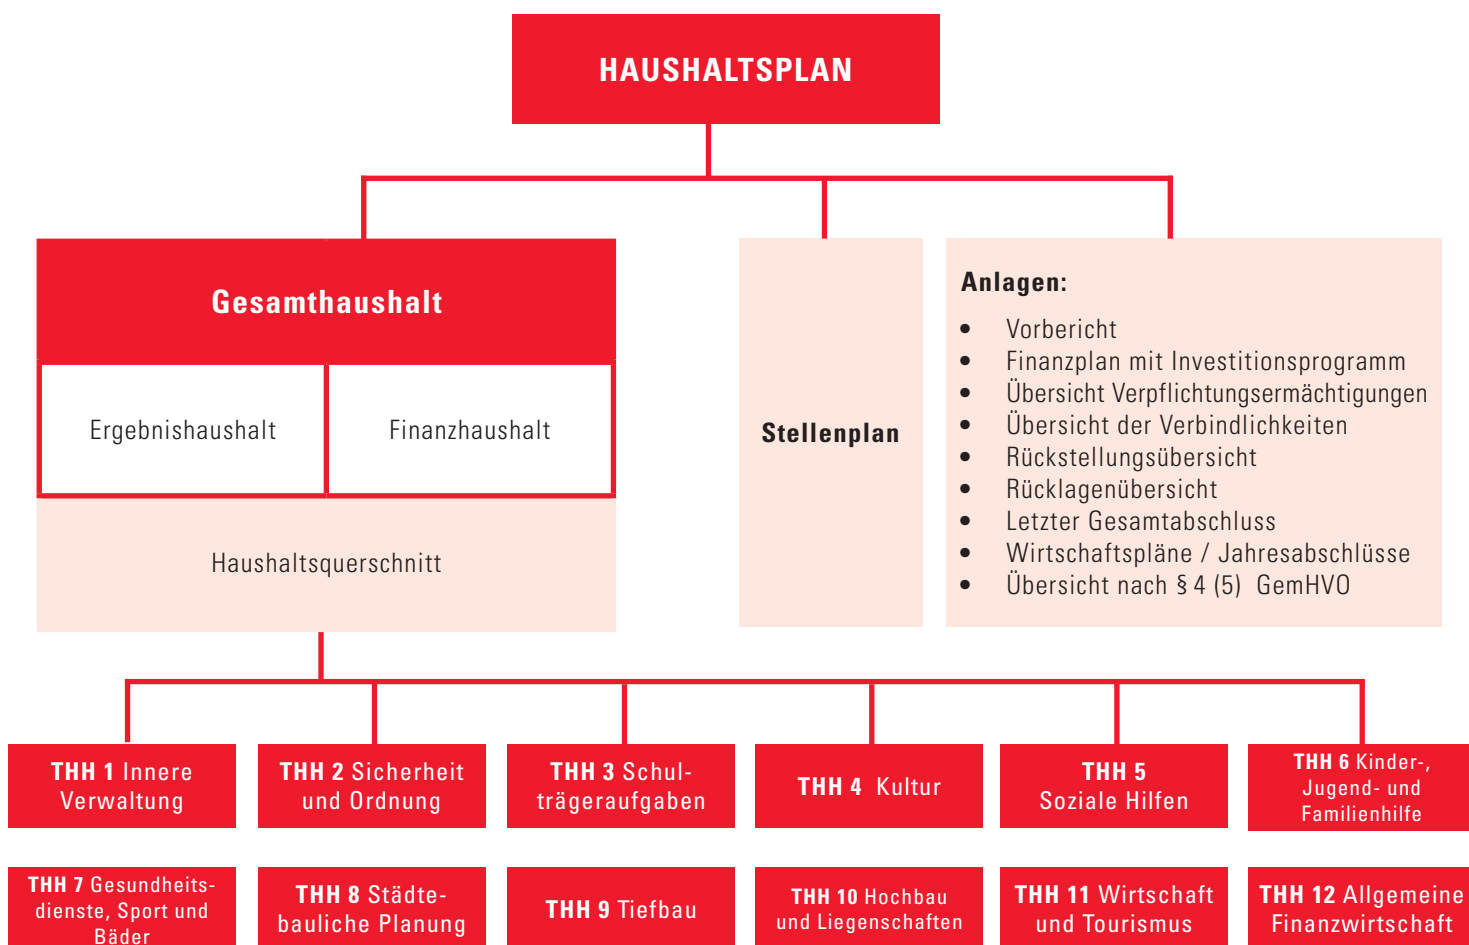 HAUSHALTSPLAN
Gesamthaushalt
Ergebnishaushalt
Finanzhaushalt
Haushaltsquerschnitt
Stellenplan
Anlagen:
• Vorbericht
• Finanzplan mit Investitionsprogramm
• Übersicht Verpflichtungsermächtigungen
• Übersicht der Verbindlichkeiten
• Rückstellungsübersicht
• Rücklagenübersicht
• Letzter Gesamtabschluss
• Wirtschaftspläne / Jahresabschlüsse
• Übersicht nach § 4 (5) GemHVO
THH 1 Innere
Verwaltung
THH 2 Sicherheit
und Ordnung
THH 3 Schul-
trägeraufgaben
THH 4 Kultur
THH 5
Soziale Hilfen
THH 6 Kinder-,
Jugend- und
Familienhilfe
THH 7 Gesundheits-
dienste, Sport und
Bäder
THH 8 Städte-
bauliche Planung
THH 9 Tiefbau
THH 10 Hochbau
und Liegenschaften
THH 11 Wirtschaft
und Tourismus
THH 12 Allgemeine
Finanzwirtschaft